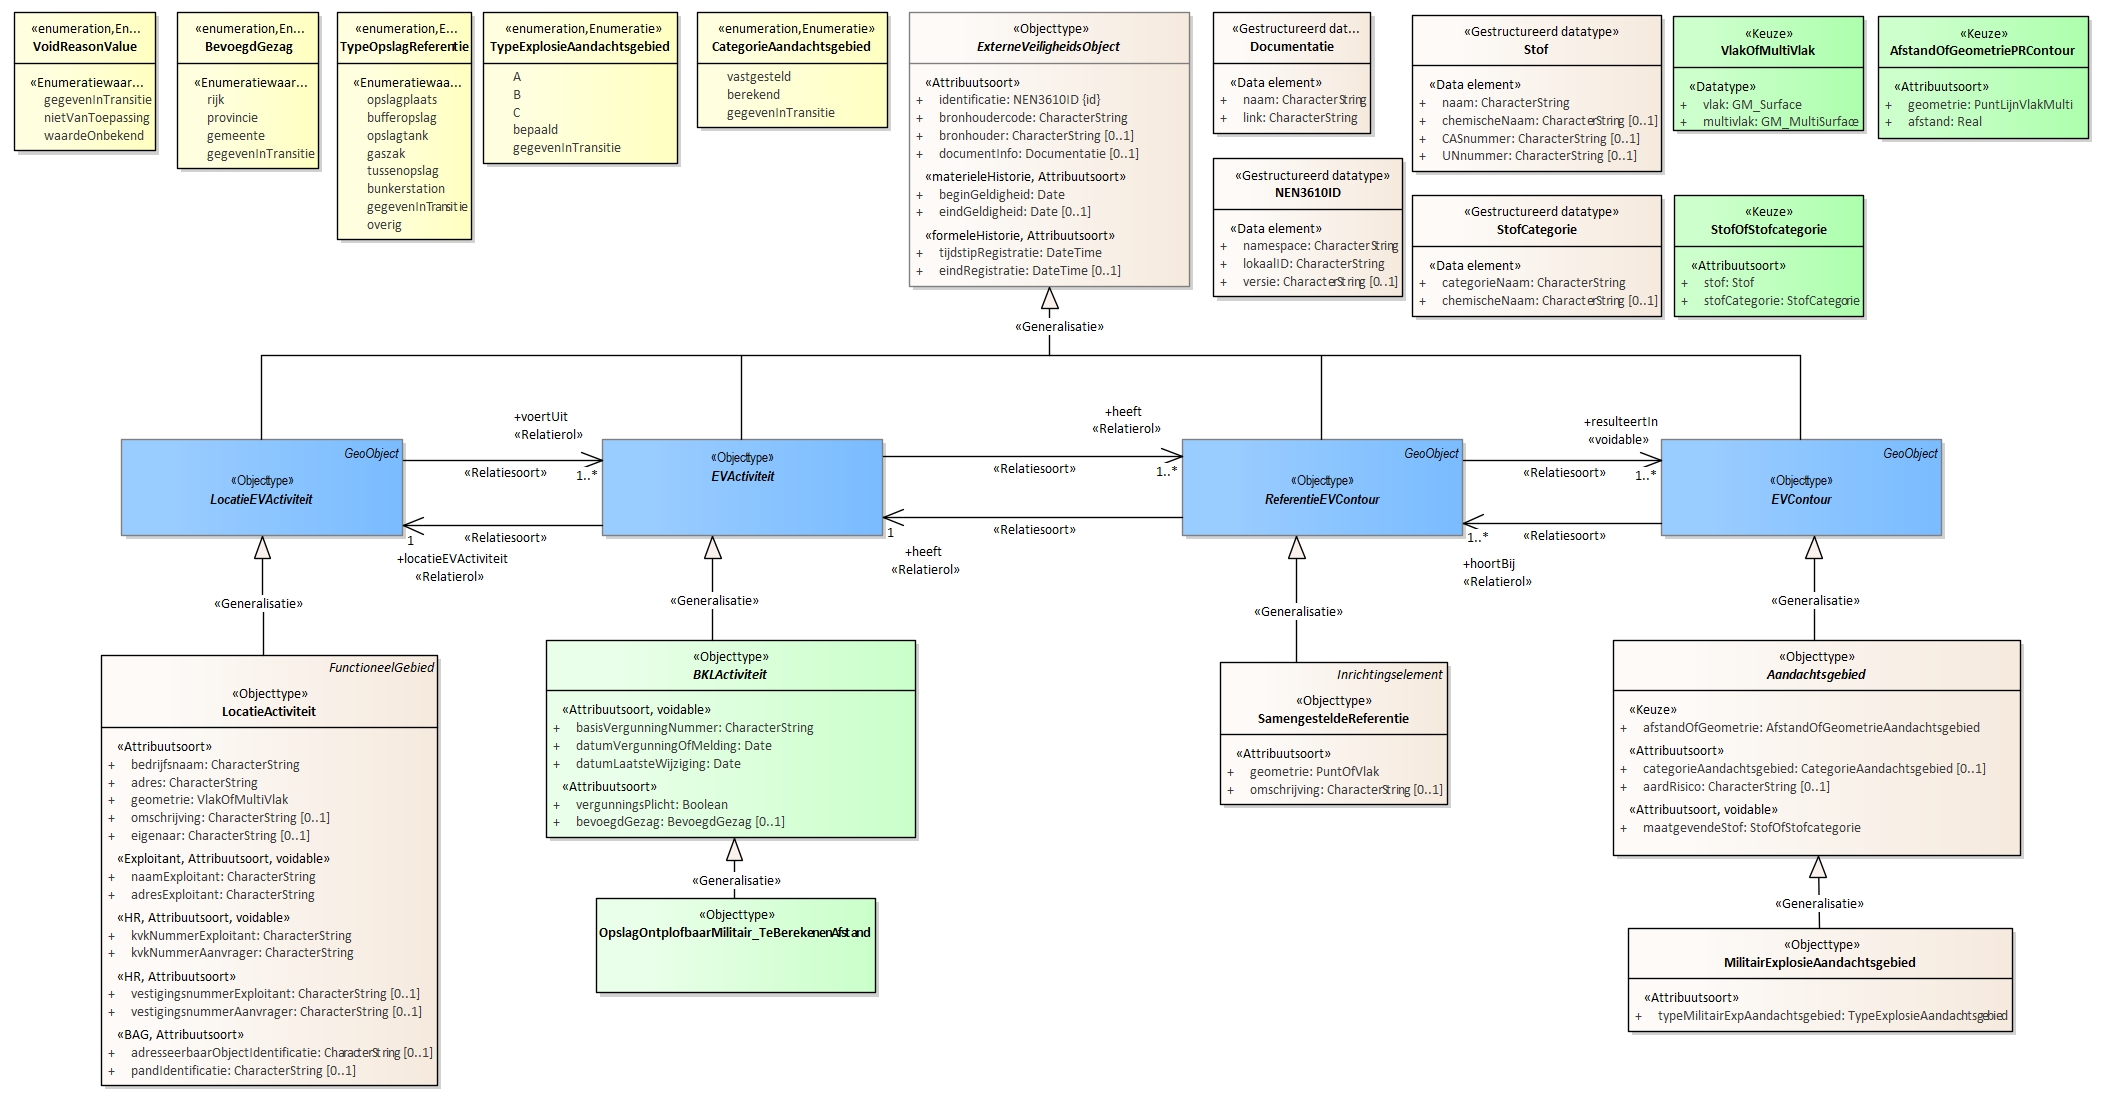 «enumeration,En...
VoidReasonValue
«Enumeratiewaar...
gegevenInTransitie
nietVanToepassing
waardeOnbekend
«enumeration,En...
BevoegdGezag
«Enumeratiewaar...
rijk
provincie
gemeente
gegevenInTransitie
«enumeration,E...
TypeOpslagReferentie
«Enumeratiewaa...
opslagplaats
bufferopslag
opslagtank
gaszak
tussenopslag
bunkerstation
gegevenInTransitie
overig
«enumeration,Enumeratie»
TypeExplosieAandachtsgebied
A
B
C
bepaald
gegevenInTransitie
«enumeration,Enumeratie»
CategorieAandachtsgebied
vastgesteld
berekend
gegevenInTransitie
«Objecttype»
ExterneVeiligheidsObject
«Attribuutsoort»
+ identificatie: NEN3610ID {id}
+ bronhoudercode: CharacterString
+ bronhouder: CharacterString [0..1]
+ documentInfo: Documentatie [0..1]
«materieleHistorie, Attribuutsoort»
+ beginGeldigheid: Date
+ eindGeldigheid: Date [0..1]
«formeleHistorie, Attribuutsoort»
+ tijdstipRegistratie: DateTime
+ eindRegistratie: DateTime [0..1]
«Gestructureerd dat...
Documentatie
«Data element»
+ naam: CharacterString
+ link: CharacterString
«Gestructureerd datatype»
NEN3610ID
«Data element»
+ namespace: CharacterString
+ lokaalID: CharacterString
+ versie: CharacterString [0..1]
«Gestructureerd datatype»
Stof
«Data element»
+ naam: CharacterString
+ chemischeNaam: CharacterString [0..1]
+ CASnummer: CharacterString [0..1]
+ UNnummer: CharacterString [0..1]
«Gestructureerd datatype»
StofCategorie
«Data element»
+ categorieNaam: CharacterString
+ chemischeNaam: CharacterString [0..1]
«Keuze»
VlakOfMultiVlak
«Datatype»
+ vlak: GM_Surface
+ multivlak: GM_MultiSurface
«Keuze»
StofOfStofcategorie
«Attribuutsoort»
+ stof: Stof
+ stofCategorie: StofCategorie
«Keuze»
AfstandOfGeometriePRContour
«Attribuutsoort»
+ geometrie: PuntLijnVlakMulti
+ afstand: Real
«Generalisatie»
GeoObject
«Objecttype»
LocatieEVActiviteit
+voertUit
«Relatierol»
«Relatiesoort»
1..*
«Relatiesoort»
1
+locatieEVActiviteit
«Relatierol»
«Objecttype»
EVActiviteit
+heeft
«Relatierol»
«Relatiesoort»
1..*
«Relatiesoort»
1
+heeft
«Relatierol»
GeoObject
«Objecttype»
ReferentieEVContour
+resulteertIn
«voidable»
«Relatiesoort»
1..*
«Relatiesoort»
1..*
+hoortBij
«Relatierol»
GeoObject
«Objecttype»
EVContour
«Generalisatie»
«Generalisatie»
«Generalisatie»
«Generalisatie»
FunctioneelGebied
«Objecttype»
LocatieActiviteit
«Attribuutsoort»
+ bedrijfsnaam: CharacterString
+ adres: CharacterString
+ geometrie: VlakOfMultiVlak
+ omschrijving: CharacterString [0..1]
+ eigenaar: CharacterString [0..1]
«Exploitant, Attribuutsoort, voidable»
+ naamExploitant: CharacterString
+ adresExploitant: CharacterString
«HR, Attribuutsoort, voidable»
+ kvkNummerExploitant: CharacterString
+ kvkNummerAanvrager: CharacterString
«HR, Attribuutsoort»
+ vestigingsnummerExploitant: CharacterString [0..1]
+ vestigingsnummerAanvrager: CharacterString [0..1]
«BAG, Attribuutsoort»
+ adresseerbaarObjectIdentificatie: CharacterString [0..1]
+ pandIdentificatie: CharacterString [0..1]
«Objecttype»
BKLActiviteit
«Attribuutsoort, voidable»
+ basisVergunningNummer: CharacterString
+ datumVergunningOfMelding: Date
+ datumLaatsteWijziging: Date
«Attribuutsoort»
+ vergunningsPlicht: Boolean
+ bevoegdGezag: BevoegdGezag [0..1]
«Generalisatie»
«Objecttype»
OpslagOntplofbaarMilitair_TeBerekenenAfstand
Inrichtingselement
«Objecttype»
SamengesteldeReferentie
«Attribuutsoort»
+ geometrie: PuntOfVlak
+ omschrijving: CharacterString [0..1]
«Objecttype»
Aandachtsgebied
«Keuze»
+ afstandOfGeometrie: AfstandOfGeometrieAandachtsgebied
«Attribuutsoort»
+ categorieAandachtsgebied: CategorieAandachtsgebied [0..1]
+ aardRisico: CharacterString [0..1]
«Attribuutsoort, voidable»
+ maatgevendeStof: StofOfStofcategorie
«Generalisatie»
«Objecttype»
MilitairExplosieAandachtsgebied
«Attribuutsoort»
+ typeMilitairExpAandachtsgebied: TypeExplosieAandachtsgebied